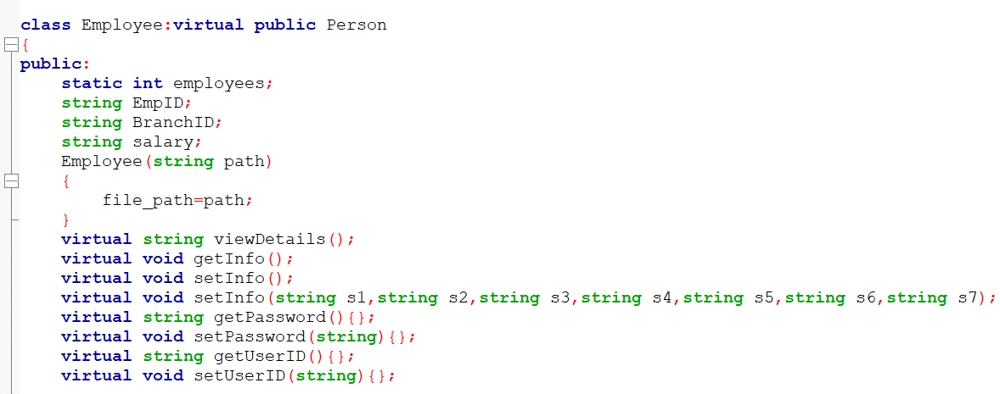 class Employee:virtual public Person
{
public:
    static int employees;
    string EmpID;
    string BranchID;
    string salary;
    Employee(string path)
    {
        file_path=path;
    }
    virtual string viewDetails();
    virtual void getInfo();
    virtual void setInfo();
    virtual void setInfo(string s1,string s2,string s3,string s4,string s5,string s6,string s7);
    virtual string getPassword(){};
    virtual void setPassword(string){};
    virtual string getUserID(){};
    virtual void setUserID(string){};